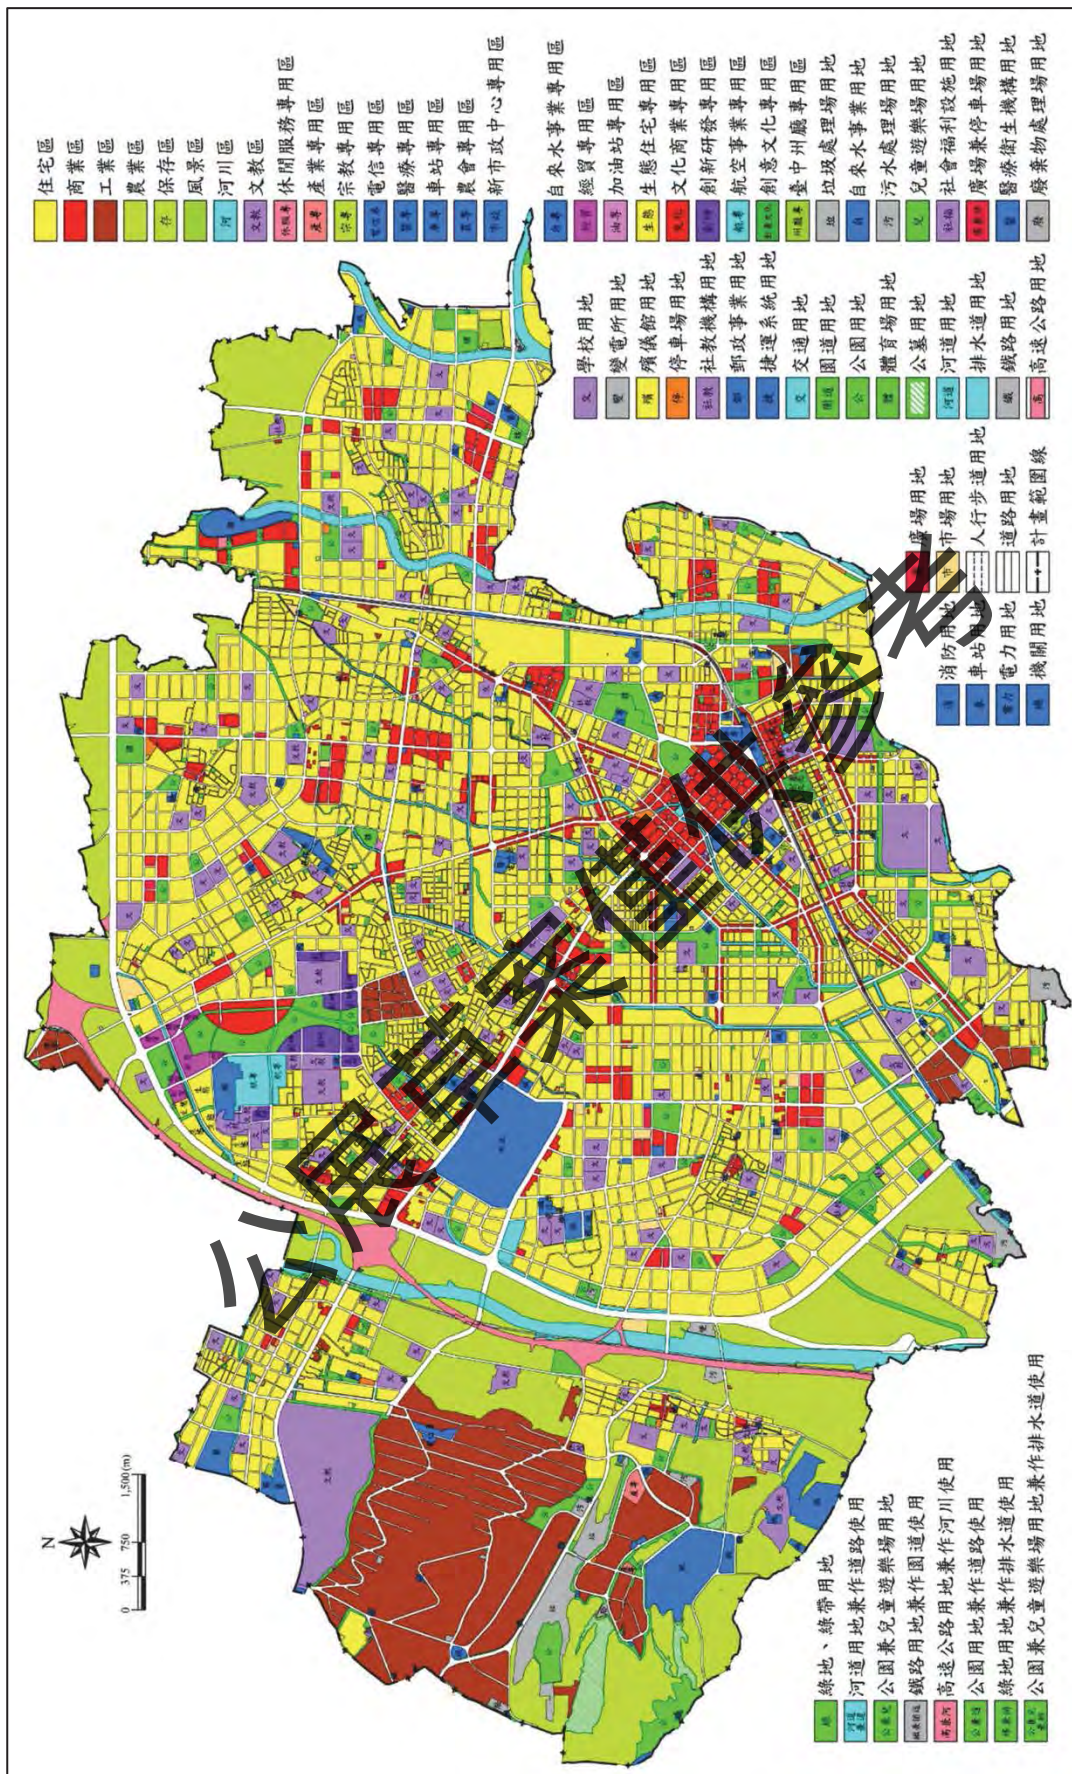 住宅區
商業區
工業區
農業區
保存區
風景區
河川區
文教區
休閒服務專用區
產業專用區
宗教專用區
電信專用區
醫療專用區
車站專用區
農會專用區
新市政中心專用區
自來水事業專用區
經貿專用區
加油站專用區
生態住宅專用區
文化商業專用區
創新研發專用區
航空事業專用區
創意文化專用區
臺中州廳專用區
垃圾處理場用地
自來水事業用地
污水處理場用地
兒童遊樂場用地
社會福利設施用地
廣場兼停車場用地
醫療衛生機構用地
廢棄物處理場用地
學校用地
變電所用地
殯儀館用地
停車場用地
社教機構用地
郵政事業用地
捷運系統用地
交通用地
園道用地
公園用地
體育場用地
公墓用地
河道用地
排水道用地
鐵路用地
高速公路用地
廣場用地
市場用地
人行步道用地
道路用地
計畫範圍線
消防用地
車站用地
電力用地
機關用地
綠地、綠帶用地
河道用地兼作道路使用
公園兼兒童遊樂場用地
鐵路用地兼作園道使用
高速公路用地兼作河川使用
公園用地兼作道路使用
綠地用地兼作排水道使用
公園兼兒童遊樂場用地兼作排水道使用
N
0 375 750 1,500 (m)
公展草案僅供參考